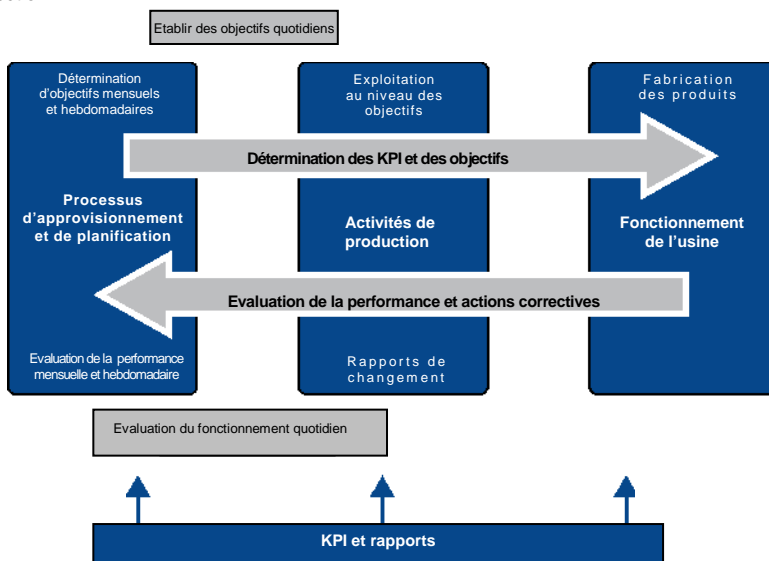 Etablir des objectifs quotidiens
Détermination
d'objectifs mensuels
et hebdomadaires
Exploitation
au niveau des
objectifs
Fabrication
des produits
Détermination des KPI et des objectifs
Processus
d'approvisionnement
et de planification
Activités de
production
Fonctionnement
de l'usine
Evaluation de la performance et actions correctives
Evaluation de la performance
mensuelle et hebdomadaire
Rapports de
changement
Evaluation du fonctionnement quotidien
KPI et rapports